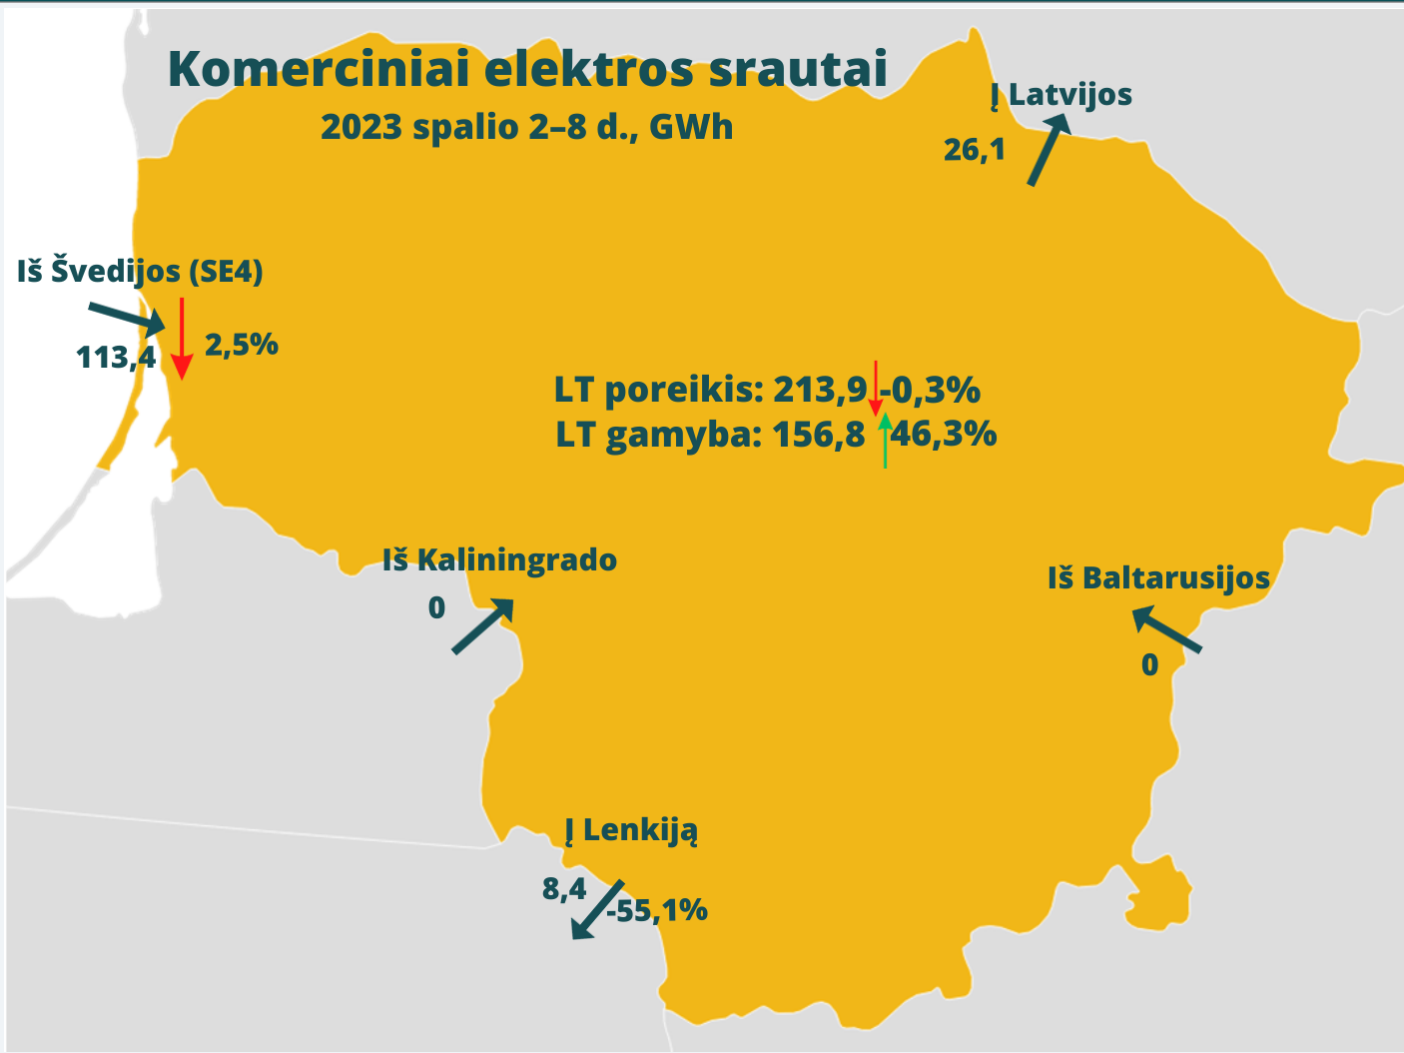 Komerciniai elektros srautai
2023 spalio 2–8 d., GWh
Į Latvijos
26,1
Iš Švedijos (SE4)
113,4
2,5%
LT poreikis: 213,9 -0,3%
LT gamyba: 156,8 46,3%
Iš Kaliningrado
0
Iš Baltarusijos
0
Į Lenkiją
8,4
-55,1%